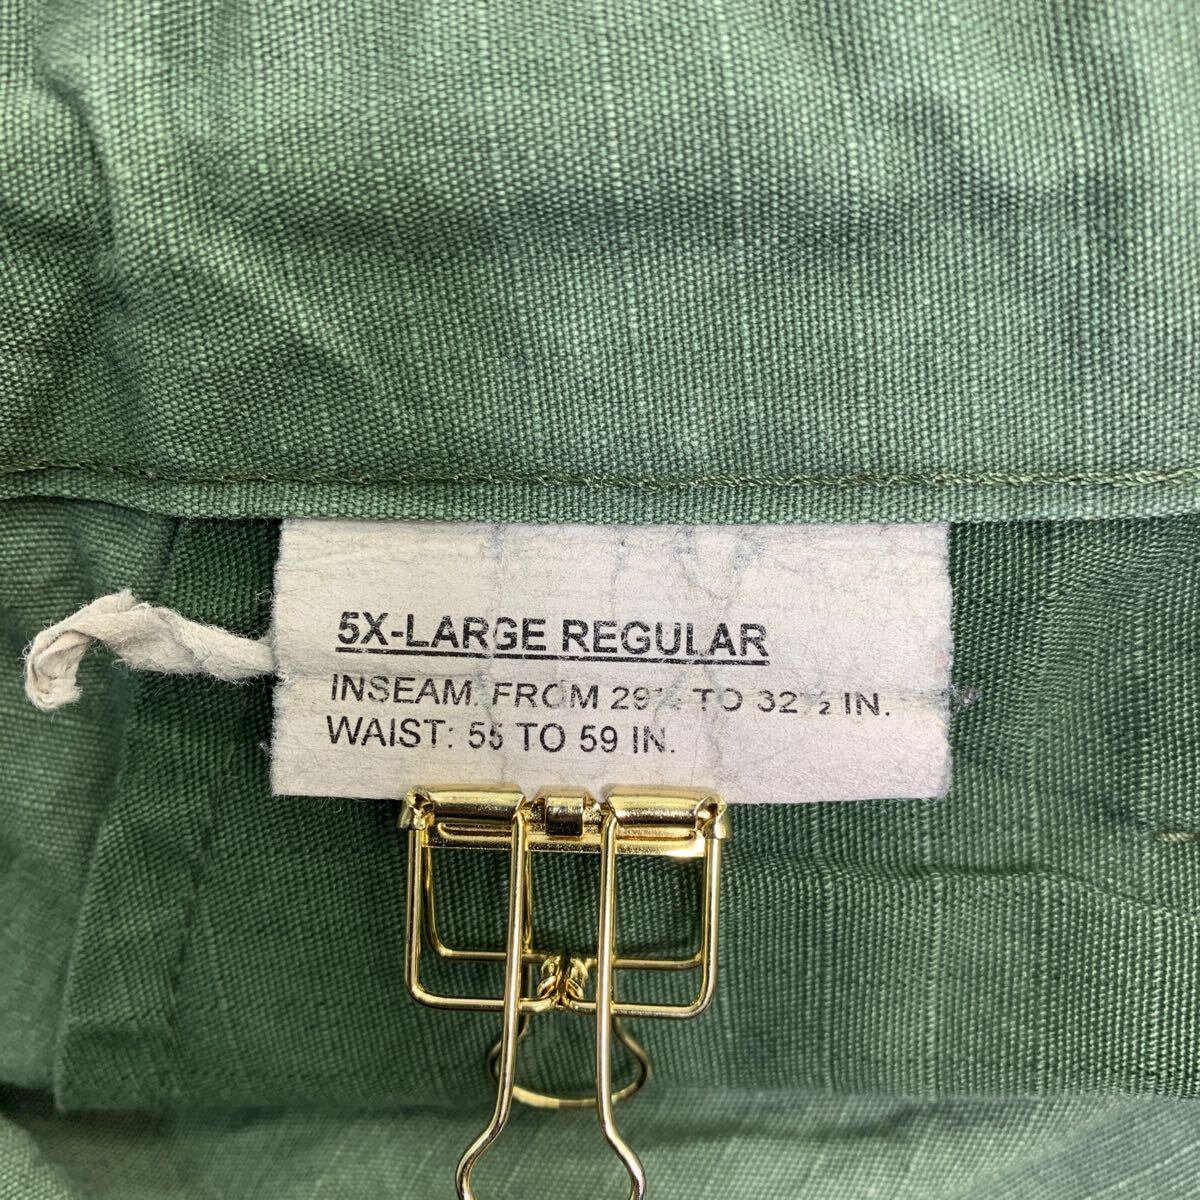 5X-LARGE REGULAR
INSEAM: FROM 29½ TO 32½ IN.
WAIST: 55 TO 59 IN.